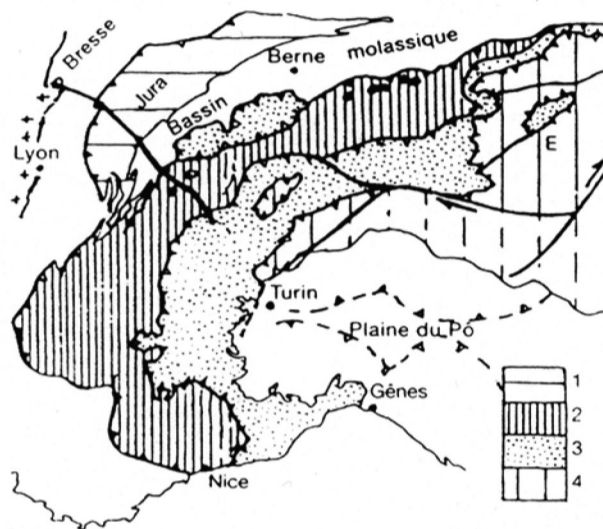 Bresse
Jura
Berne
Bassin molassique
Lyon
E
Turin
Plaine du Pô
Gênes
Nice
1
2
3
4